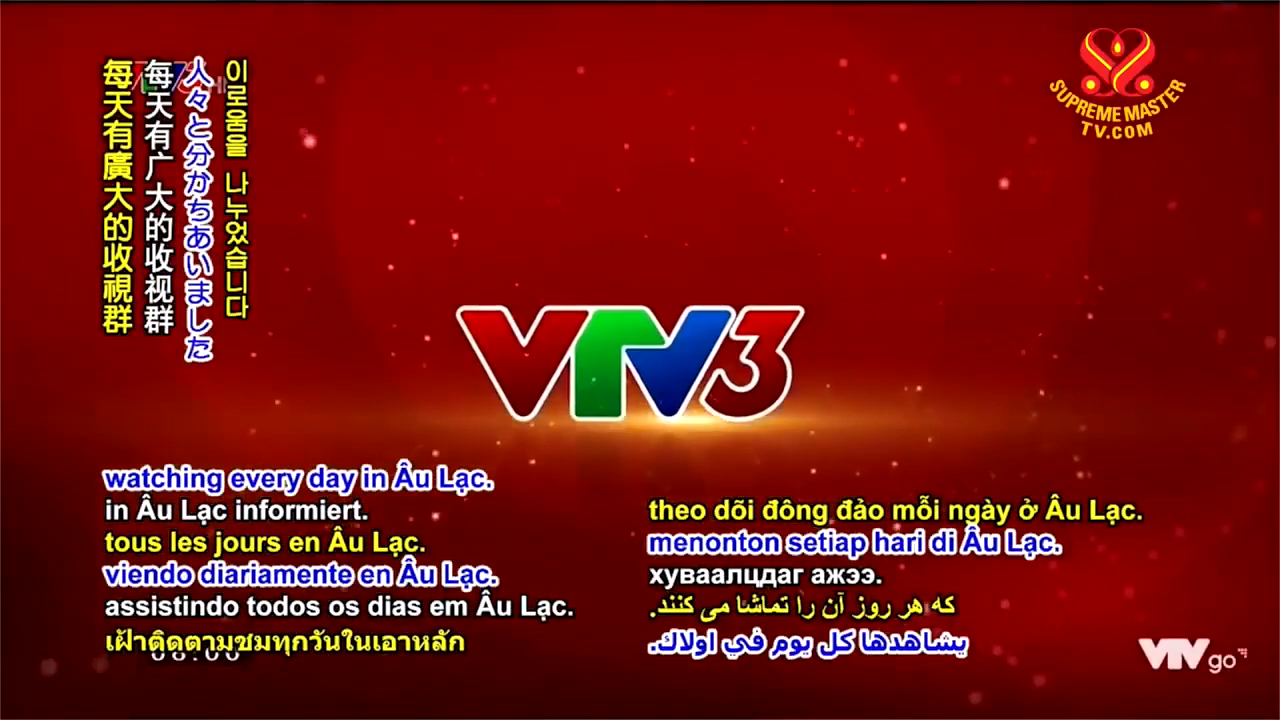 이로움을 나누었습니다
人々と分かちあいました
每天有广大的收视群
每天有廣大的收視群
SUPREME MASTER
TV.COM
VTV3
watching every day in Âu Lạc.
in Âu Lạc informiert.
tous les jours en Âu Lạc.
viendo diariamente en Âu Lạc.
assistindo todos os dias em Âu Lạc.
เฝ้าติดตามชมทุกวันในเอาหลัก
theo dõi đông đảo mỗi ngày ở Âu Lạc.
menonton setiap hari di Âu Lạc.
хуваалцдаг ажээ.
که هر روز آن را تماشا می کنند.
يشاهدها كل يوم في اولاك.
VTV go